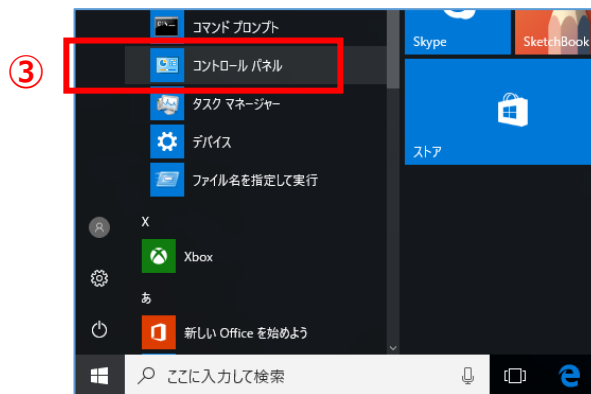 コマンド プロンプト
Skype
SketchBook
③
コントロール パネル
タスク マネージャー
ストア
デバイス
ファイル名を指定して実行
X
Xbox
あ
新しい Office を始めよう
ここに入力して検索